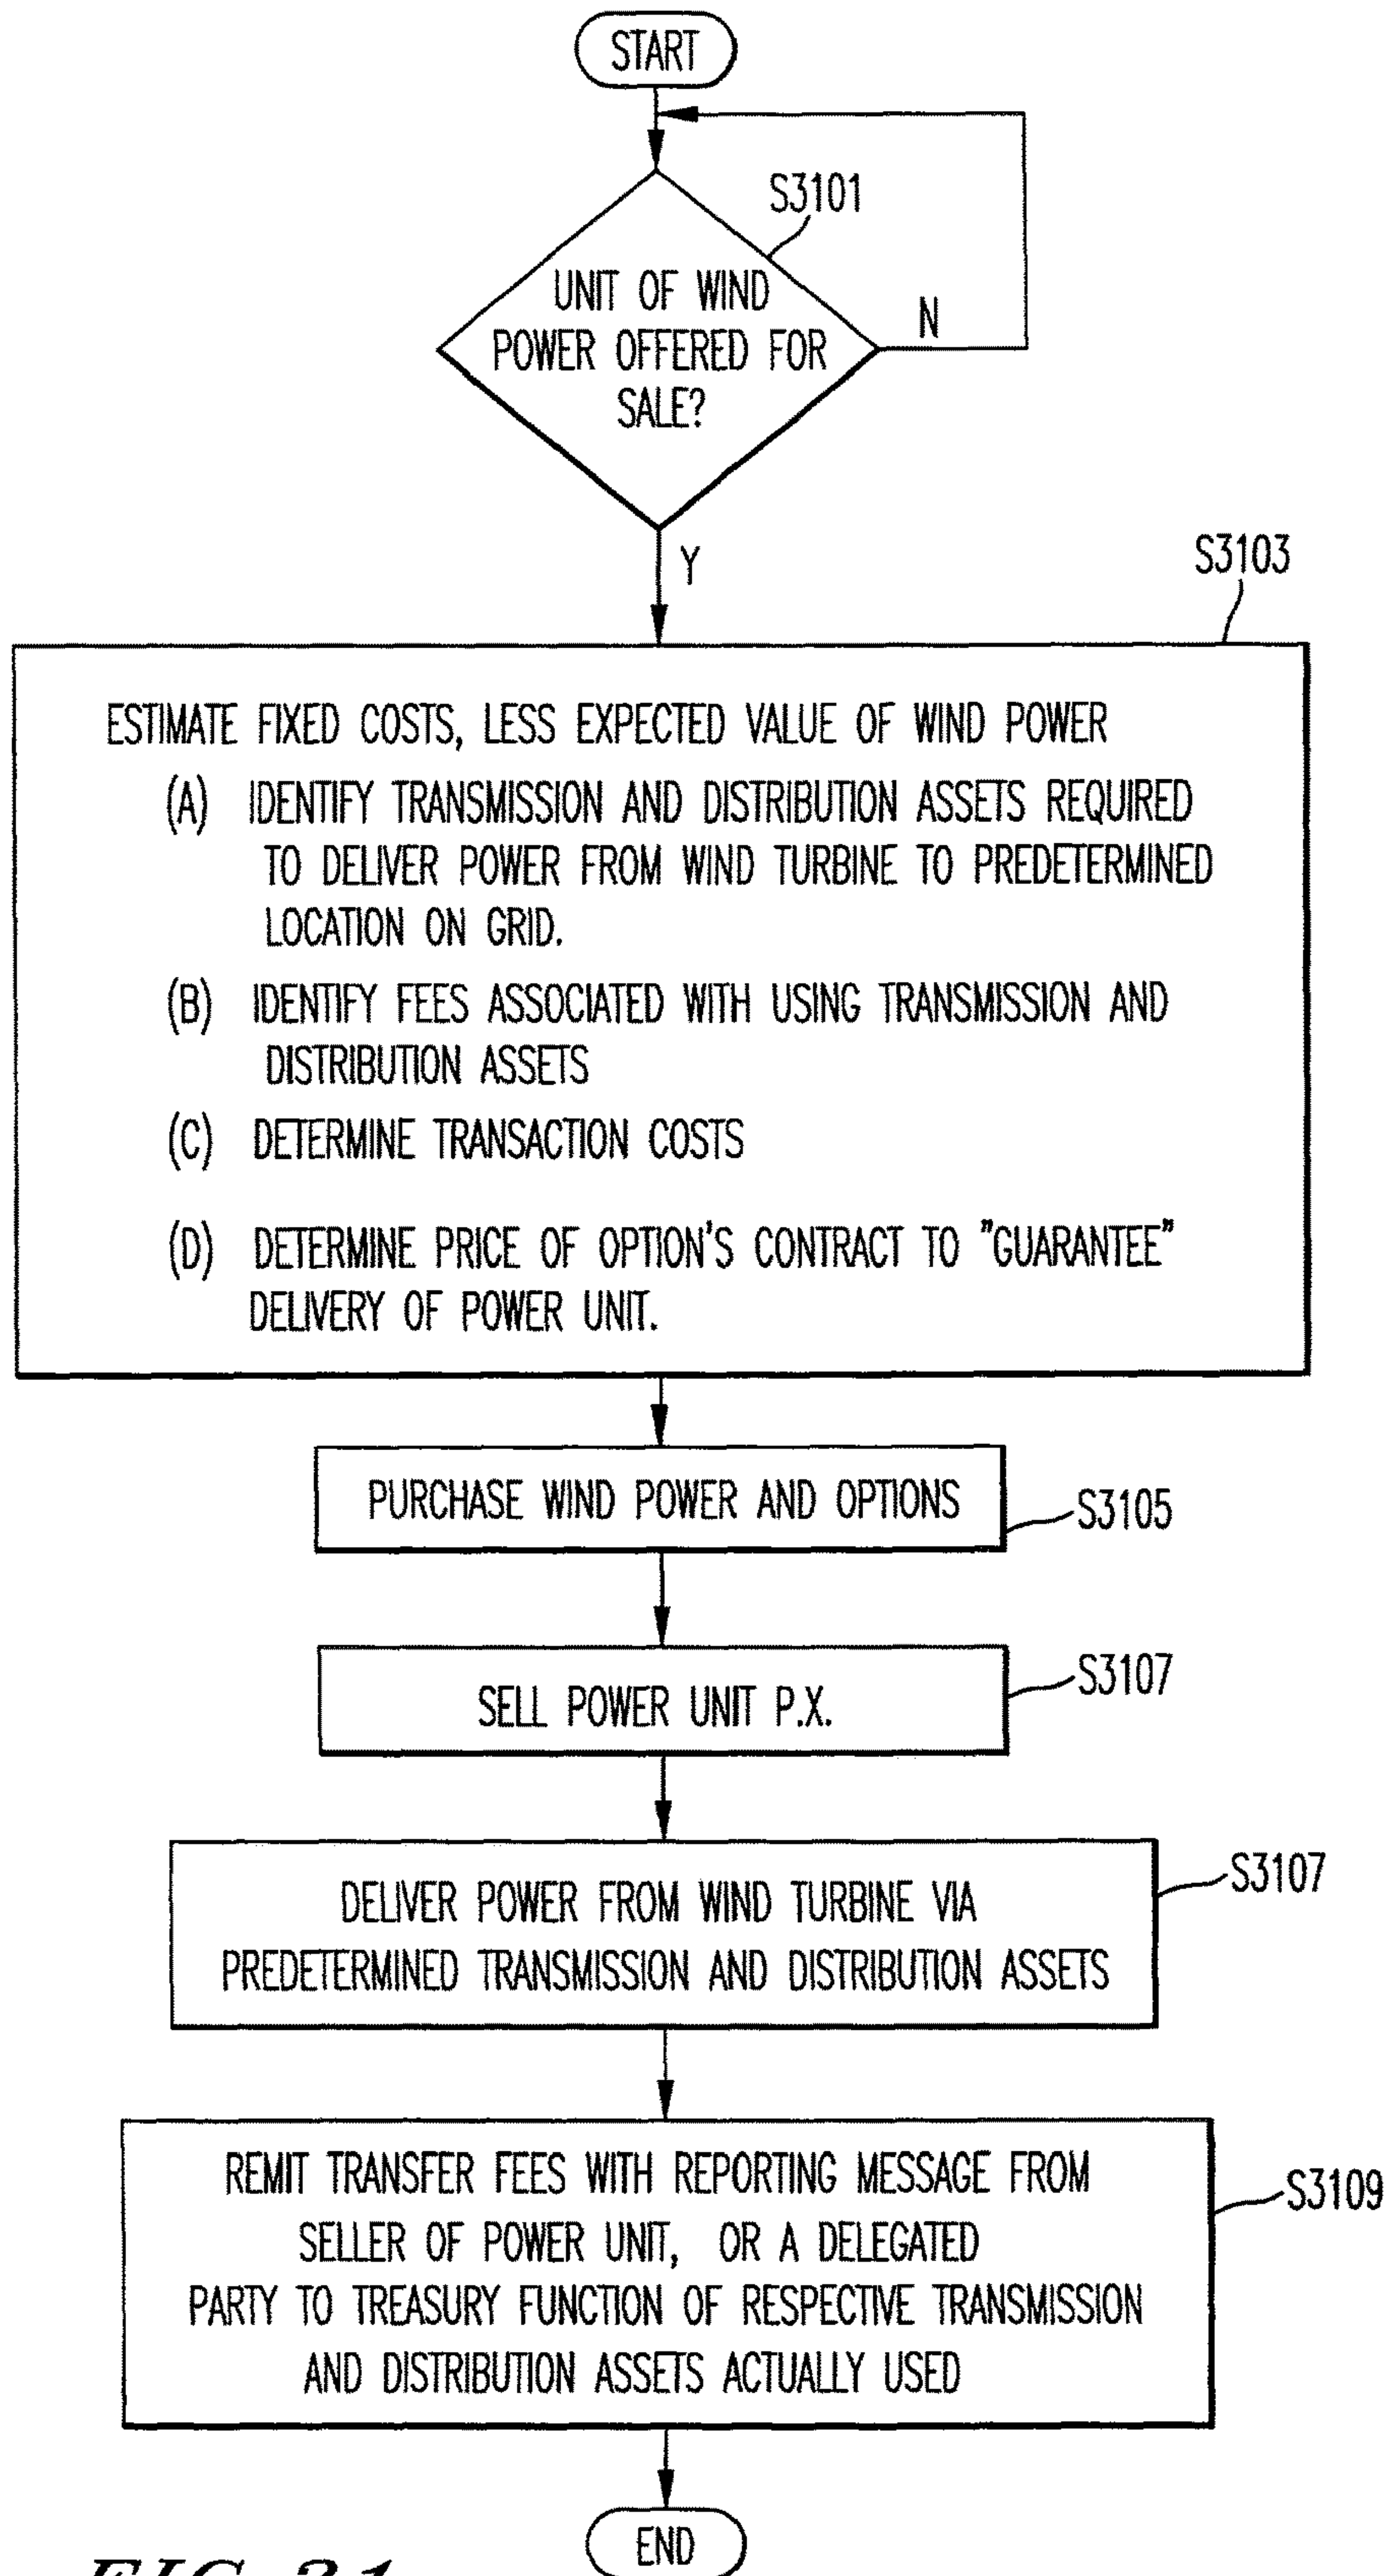 START
S3101
UNIT OF WIND
POWER OFFERED FOR
SALE?
N
Y
S3103
ESTIMATE FIXED COSTS, LESS EXPECTED VALUE OF WIND POWER
(A) IDENTIFY TRANSMISSION AND DISTRIBUTION ASSETS REQUIRED
TO DELIVER POWER FROM WIND TURBINE TO PREDETERMINED
LOCATION ON GRID.
(B) IDENTIFY FEES ASSOCIATED WITH USING TRANSMISSION AND
DISTRIBUTION ASSETS
(C) DETERMINE TRANSACTION COSTS
(D) DETERMINE PRICE OF OPTION'S CONTRACT TO "GUARANTEE"
DELIVERY OF POWER UNIT.
PURCHASE WIND POWER AND OPTIONS
S3105
SELL POWER UNIT P.X.
S3107
DELIVER POWER FROM WIND TURBINE VIA
PREDETERMINED TRANSMISSION AND DISTRIBUTION ASSETS
S3107
REMIT TRANSFER FEES WITH REPORTING MESSAGE FROM
SELLER OF POWER UNIT, OR A DELEGATED
PARTY TO TREASURY FUNCTION OF RESPECTIVE TRANSMISSION
AND DISTRIBUTION ASSETS ACTUALLY USED
S3109
END